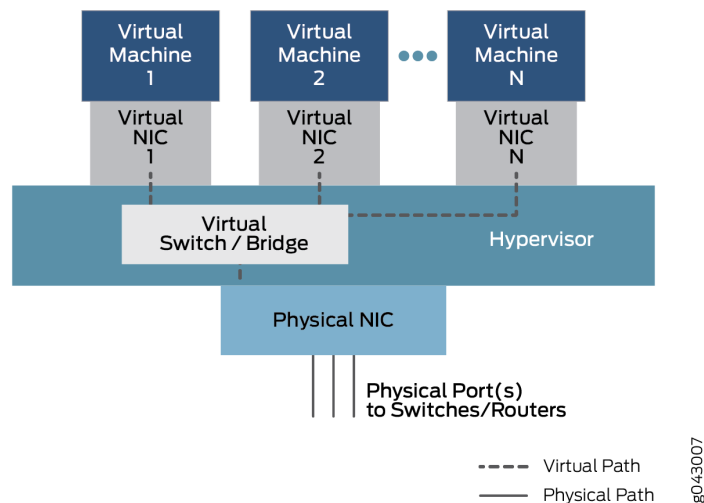 Virtual
Machine
1
Virtual
Machine
2
Virtual
Machine
N
Virtual
NIC
1
Virtual
NIC
2
Virtual
NIC
N
Virtual
Switch / Bridge
Hypervisor
Physical NIC
Physical Port(s)
to Switches/Routers
Virtual Path
Physical Path
g043007